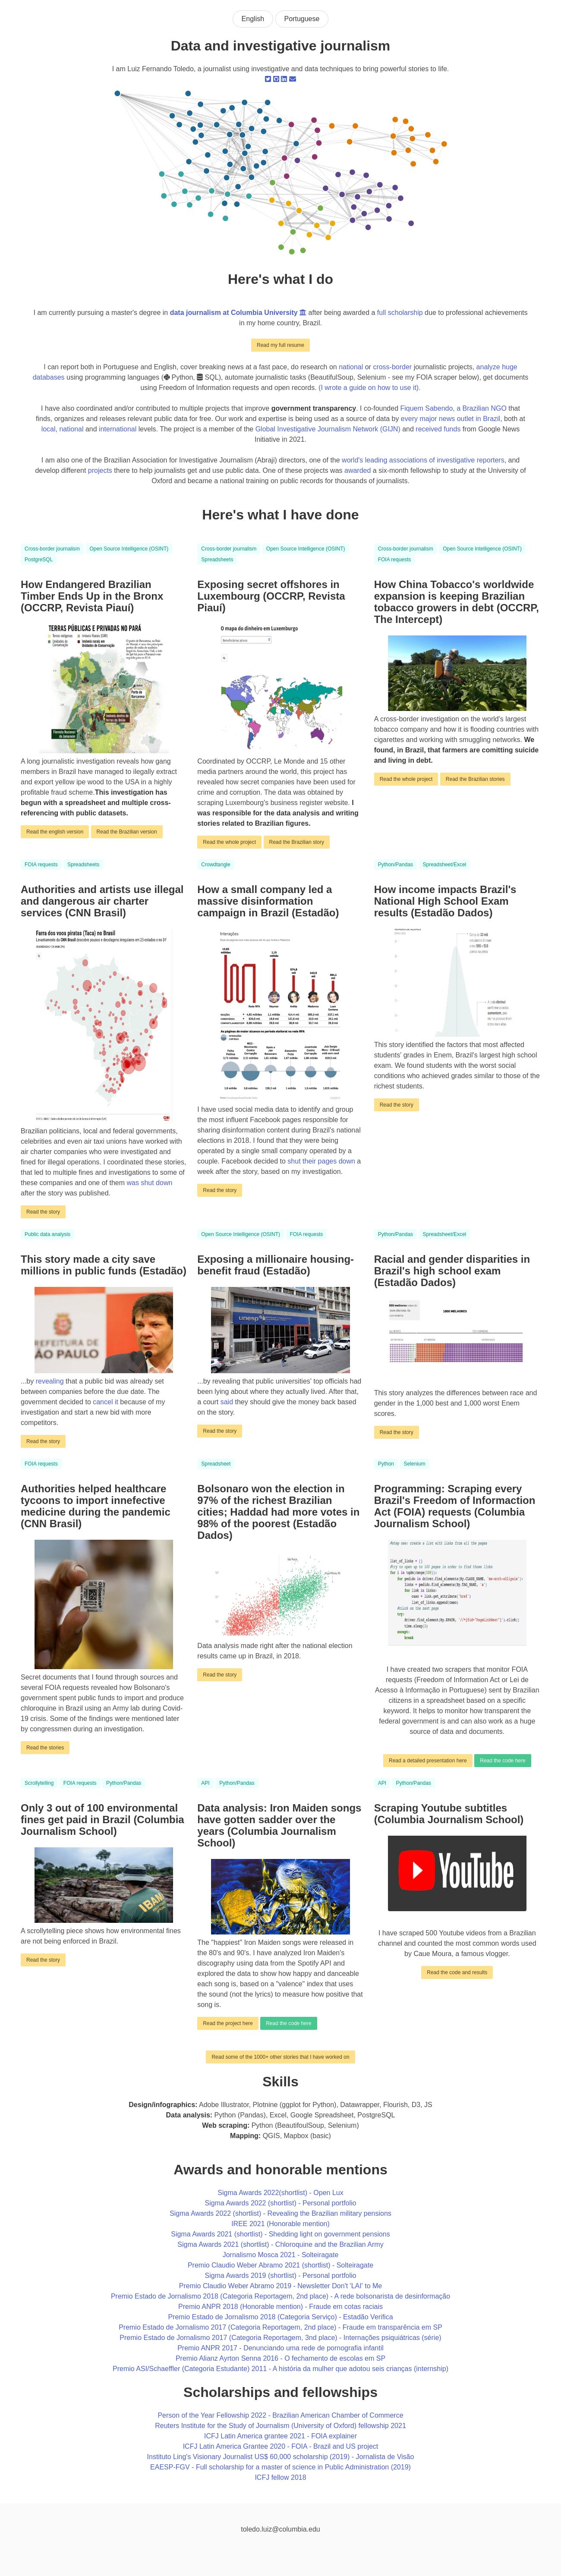 English
Portuguese
Data and investigative journalism
I am Luiz Fernando Toledo, a journalist using investigative and data techniques to bring powerful stories to life.
Here's what I do
I am currently pursuing a master's degree in data journalism at Columbia University after being awarded a full scholarship due to professional achievements
in my home country, Brazil.
Read my full resume
I can report both in Portuguese and English, cover breaking news at a fast pace, do research on national or cross-border journalistic projects, analyze huge
databases using programming languages ( Python, SQL), automate journalistic tasks (BeautifulSoup, Selenium - see my FOIA scraper below), get documents
using Freedom of Information requests and open records. (I wrote a guide on how to use it).
I have also coordinated and/or contributed to multiple projects that improve government transparency. I co-founded Fiquem Sabendo, a Brazilian NGO that
finds, organizes and releases relevant public data for free. Our work and expertise is being used as a source of data by every major news outlet in Brazil, both at
local, national and international levels. The project is a member of the Global Investigative Journalism Network (GIJN) and received funds from Google News
Initiative in 2021.
I am also one of the Brazilian Association for Investigative Journalism (Abraji) directors, one of the world's leading associations of investigative reporters, and
develop different projects there to help journalists get and use public data. One of these projects was awarded a six-month fellowship to study at the University of
Oxford and became a national training on public records for thousands of journalists.
Here's what I have done
Cross-border journalism
Open Source Intelligence (OSINT)
PostgreSQL
How Endangered Brazilian
Timber Ends Up in the Bronx
(OCCRP, Revista Piauí)
TERRAS PÚBLICAS E PRIVADAS NO PARÁ
A long journalistic investigation reveals how gang
members in Brazil have managed to illegally extract
and export yellow ipe wood to the USA in a highly
profitable fraud scheme.This investigation has
begun with a spreadsheet and multiple cross-
referencing with public datasets.
Read the english version
Read the Brazilian version
Cross-border journalism
Open Source Intelligence (OSINT)
Spreadsheets
Exposing secret offshores in
Luxembourg (OCCRP, Revista
Piauí)
O mapa do dinheiro em Luxemburgo
Coordinated by OCCRP, Le Monde and 15 other
media partners around the world, this project has
revealed how secret companies have been used for
crime and corruption. The data was obtained by
scraping Luxembourg's business register website. I
was responsible for the data analysis and writing
stories related to Brazilian figures.
Read the whole project
Read the Brazilian story
Cross-border journalism
Open Source Intelligence (OSINT)
FOIA requests
How China Tobacco's worldwide
expansion is keeping Brazilian
tobacco growers in debt (OCCRP,
The Intercept)
A cross-border investigation on the world's largest
tobacco company and how it is flooding countries with
cigarettes and working with smuggling networks. We
found, in Brazil, that farmers are comitting suicide
and living in debt.
Read the whole project
Read the Brazilian stories
FOIA requests
Spreadsheets
Authorities and artists use illegal
and dangerous air charter
services (CNN Brasil)
Farra dos voos piratas (Taca) no Brasil
Brazilian politicians, local and federal governments,
celebrities and even air taxi unions have worked with
air charter companies who were investigated and
fined for illegal operations. I coordinated these stories,
that led to multiple fines and investigations to some of
these companies and one of them was shut down
after the story was published.
Read the story
Crowdtangle
How a small company led a
massive disinformation
campaign in Brazil (Estadão)
Interações
I have used social media data to identify and group
the most influent Facebook pages responsible for
sharing disinformation content during Brazil's national
elections in 2018. I found that they were being
operated by a single small company operated by a
couple. Facebook decided to shut their pages down a
week after the story, based on my investigation.
Read the story
Python/Pandas
Spreadsheet/Excel
How income impacts Brazil's
National High School Exam
results (Estadão Dados)
This story identified the factors that most affected
students' grades in Enem, Brazil's largest high school
exam. We found students with the worst social
conditions who achieved grades similar to those of the
richest students.
Read the story
Public data analysis
This story made a city save
millions in public funds (Estadão)
PREFEITURA DE
SÃO PAULO
...by revealing that a public bid was already set
between companies before the due date. The
government decided to cancel it because of my
investigation and start a new bid with more
competitors.
Read the story
Open Source Intelligence (OSINT)
FOIA requests
Exposing a millionaire housing-
benefit fraud (Estadão)
unesp
...by revealing that public universities' top officials had
been lying about where they actually lived. After that,
a court said they should give the money back based
on the story.
Read the story
Python/Pandas
Spreadsheet/Excel
Racial and gender disparities in
Brazil's high school exam
(Estadão Dados)
This story analyzes the differences between race and
gender in the 1,000 best and 1,000 worst Enem
scores.
Read the story
FOIA requests
Authorities helped healthcare
tycoons to import innefective
medicine during the pandemic
(CNN Brasil)
Secret documents that I found through sources and
several FOIA requests revealed how Bolsonaro's
government spent public funds to import and produce
chloroquine in Brazil using an Army lab during Covid-
19 crisis. Some of the findings were mentioned later
by congressmen during an investigation.
Read the stories
Spreadsheet
Bolsonaro won the election in
97% of the richest Brazilian
cities; Haddad had more votes in
98% of the poorest (Estadão
Dados)
Data analysis made right after the national election
results came up in Brazil, in 2018.
Read the story
Python
Selenium
Programming: Scraping every
Brazil's Freedom of Informaction
Act (FOIA) requests (Columbia
Journalism School)
I have created two scrapers that monitor FOIA
requests (Freedom of Information Act or Lei de
Acesso à Informação in Portuguese) sent by Brazilian
citizens in a spreadsheet based on a specific
keyword. It helps to monitor how transparent the
federal government is and can also work as a huge
source of data and documents.
Read a detailed presentation here
Read the code here
Scrollytelling
FOIA requests
Python/Pandas
Only 3 out of 100 environmental
fines get paid in Brazil (Columbia
Journalism School)
IBAMA
A scrollytelling piece shows how environmental fines
are not being enforced in Brazil.
Read the story
API
Python/Pandas
Data analysis: Iron Maiden songs
have gotten sadder over the
years (Columbia Journalism
School)
The "happiest" Iron Maiden songs were released in
the 80's and 90's. I have analyzed Iron Maiden's
discography using data from the Spotify API and
explored the data to show how happy and danceable
each song is, based on a "valence" index that uses
the sound (not the lyrics) to measure how positive that
song is.
Read the project here
Read the code here
API
Python/Pandas
Scraping Youtube subtitles
(Columbia Journalism School)
YouTube
I have scraped 500 Youtube videos from a Brazilian
channel and counted the most common words used
by Caue Moura, a famous vlogger.
Read the code and results
Read some of the 1000+ other stories that I have worked on
Skills
Design/infographics: Adobe Illustrator, Plotnine (ggplot for Python), Datawrapper, Flourish, D3, JS
Data analysis: Python (Pandas), Excel, Google Spreadsheet, PostgreSQL
Web scraping: Python (BeautifoulSoup, Selenium)
Mapping: QGIS, Mapbox (basic)
Awards and honorable mentions
Sigma Awards 2022(shortlist) - Open Lux
Sigma Awards 2022 (shortlist) - Personal portfolio
Sigma Awards 2022 (shortlist) - Revealing the Brazilian military pensions
IREE 2021 (Honorable mention)
Sigma Awards 2021 (shortlist) - Shedding light on government pensions
Sigma Awards 2021 (shortlist) - Chloroquine and the Brazilian Army
Jornalismo Mosca 2021 - Solteiragate
Premio Claudio Weber Abramo 2021 (shortlist) - Solteiragate
Sigma Awards 2019 (shortlist) - Personal portfolio
Premio Claudio Weber Abramo 2019 - Newsletter Don't 'LAI' to Me
Premio Estado de Jornalismo 2018 (Categoria Reportagem, 2nd place) - A rede bolsonarista de desinformação
Premio ANPR 2018 (Honorable mention) - Fraude em cotas raciais
Premio Estado de Jornalismo 2018 (Categoria Serviço) - Estadão Verifica
Premio Estado de Jornalismo 2017 (Categoria Reportagem, 2nd place) - Fraude em transparência em SP
Premio Estado de Jornalismo 2017 (Categoria Reportagem, 3nd place) - Internações psiquiátricas (série)
Premio ANPR 2017 - Denunciando uma rede de pornografia infantil
Premio Alianz Ayrton Senna 2016 - O fechamento de escolas em SP
Premio ASI/Schaeffler (Categoria Estudante) 2011 - A história da mulher que adotou seis crianças (internship)
Scholarships and fellowships
Person of the Year Fellowship 2022 - Brazilian American Chamber of Commerce
Reuters Institute for the Study of Journalism (University of Oxford) fellowship 2021
ICFJ Latin America grantee 2021 - FOIA explainer
ICFJ Latin America Grantee 2020 - FOIA - Brazil and US project
Instituto Ling's Visionary Journalist US$ 60,000 scholarship (2019) - Jornalista de Visão
EAESP-FGV - Full scholarship for a master of science in Public Administration (2019)
ICFJ fellow 2018
toledo.luiz@columbia.edu